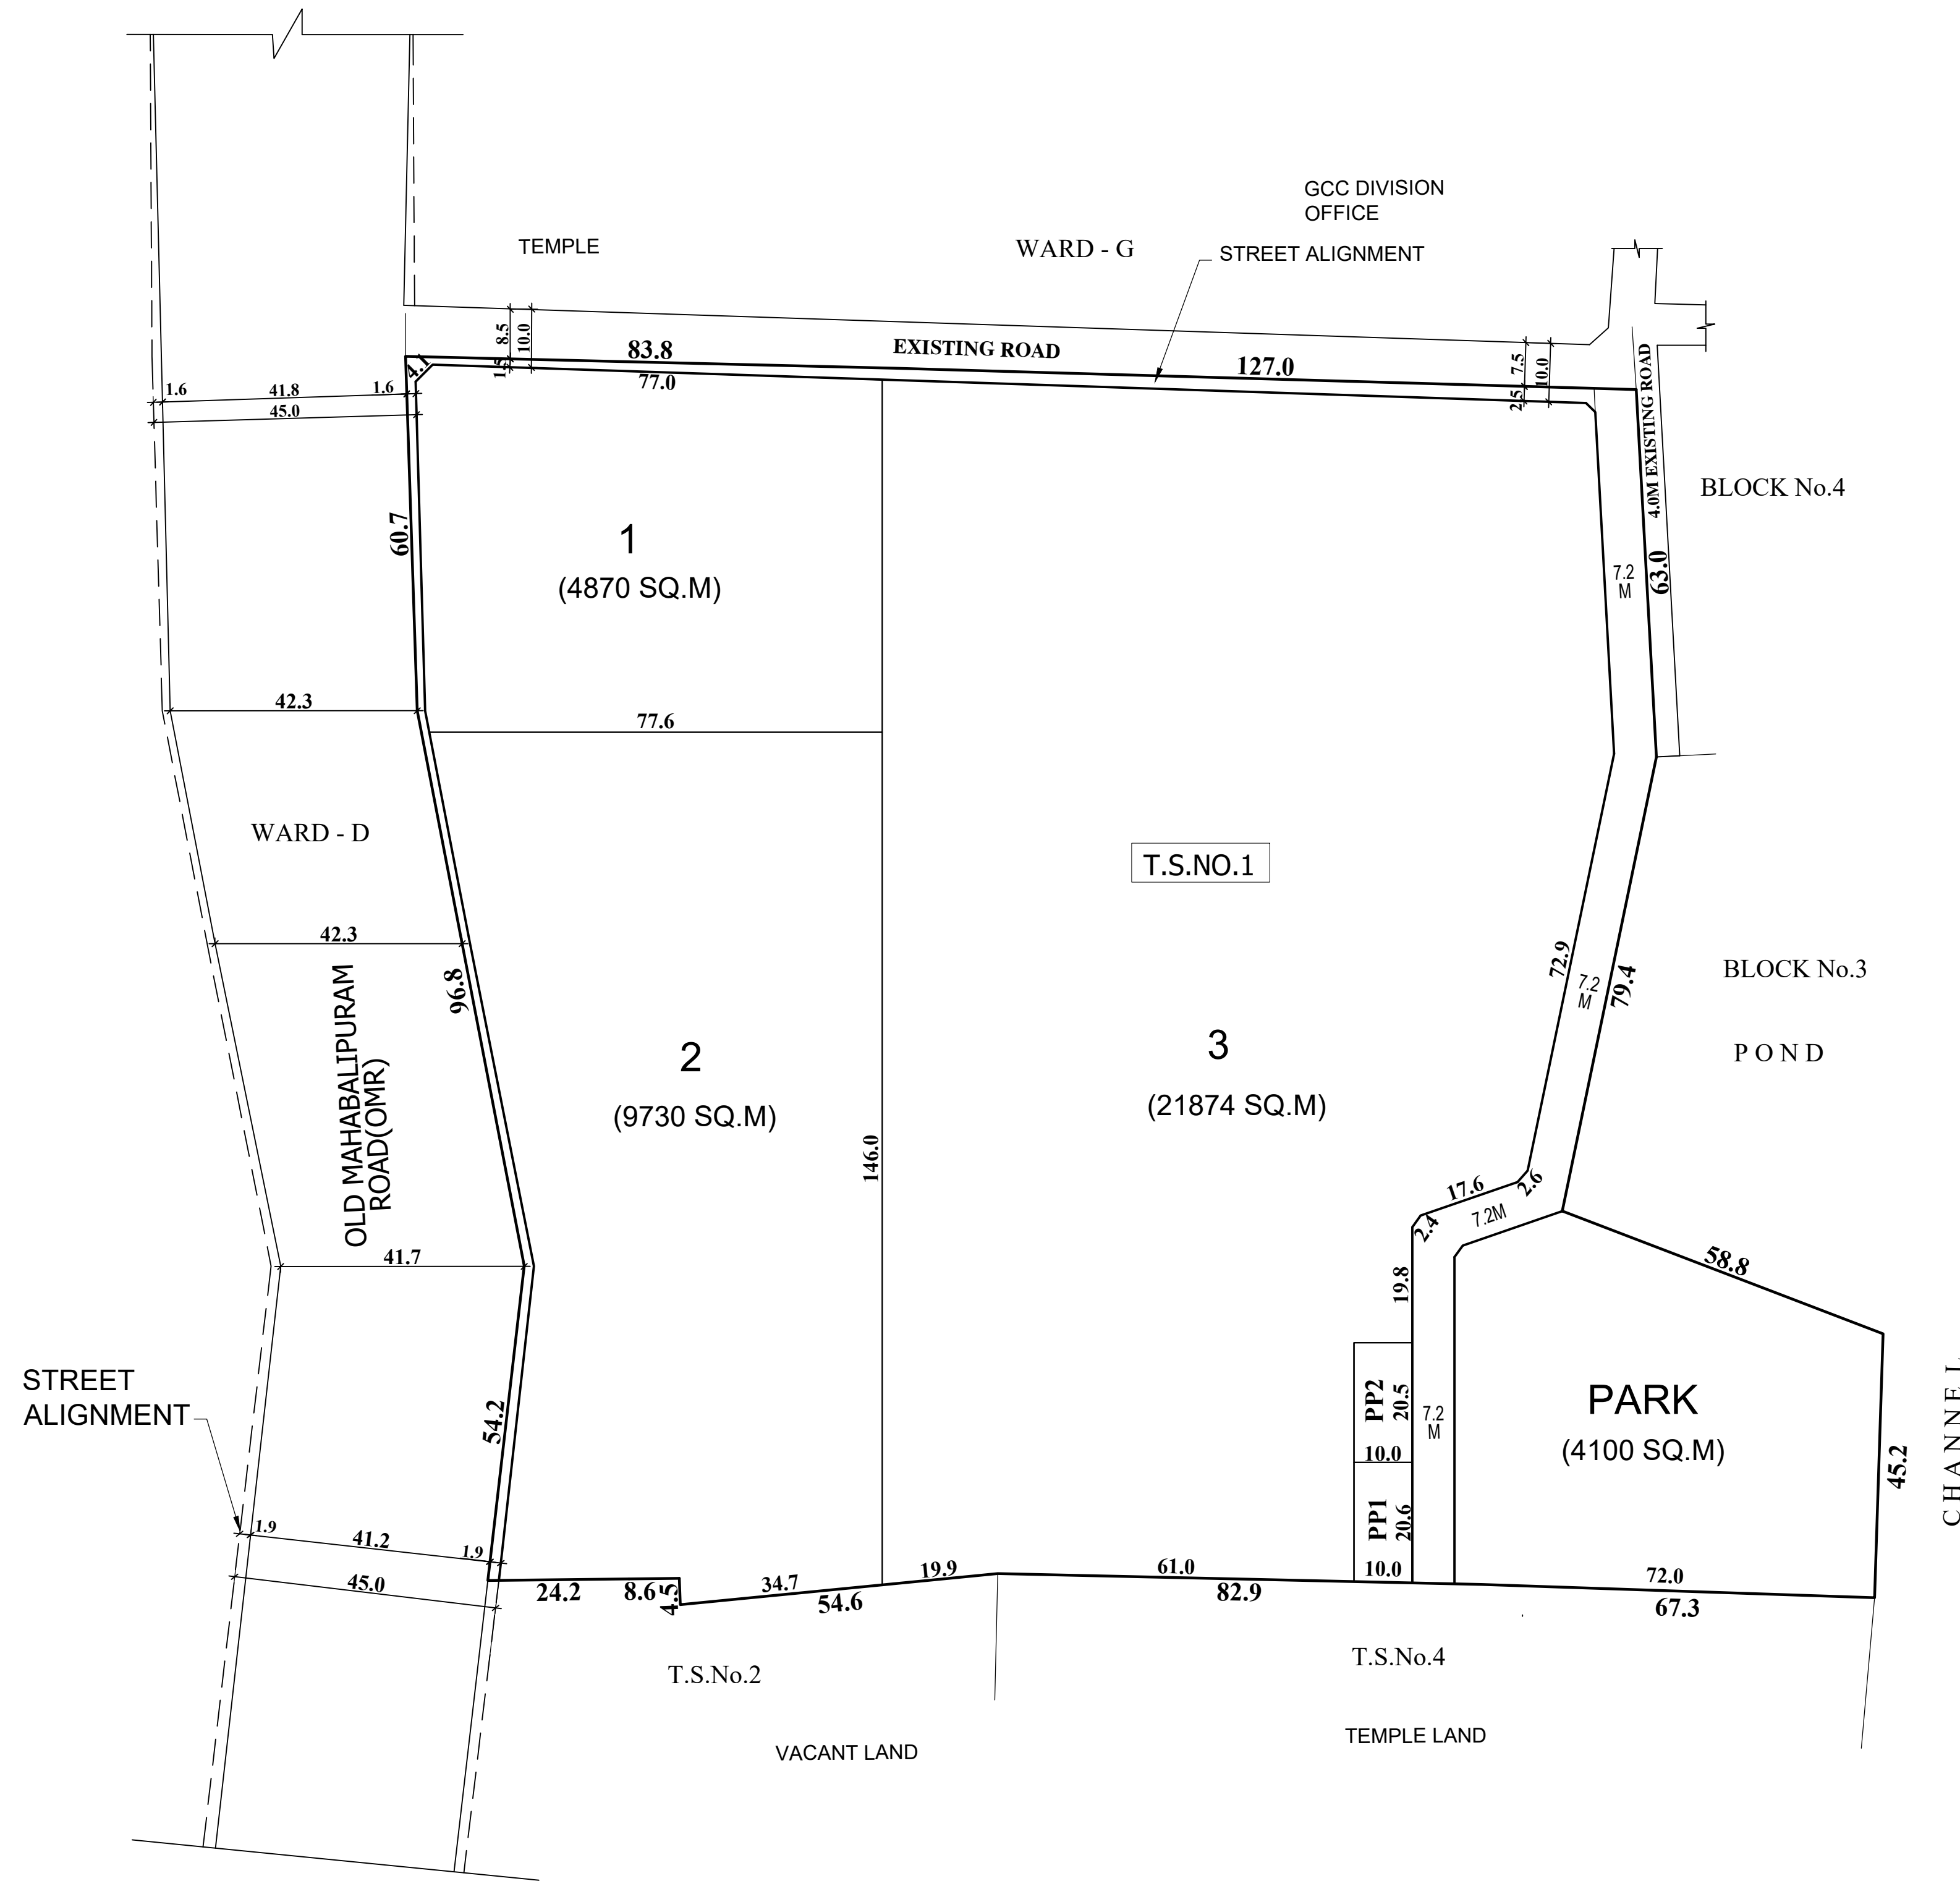 GCC DIVISION
OFFICE
TEMPLE
WARD - G
STREET ALIGNMENT
8.5
10.0
1.5
4.1
83.8
77.0
EXISTING ROAD
127.0
7.5
10.0
2.5
4.0M EXISTING ROAD
1.6
41.8
1.6
45.0
BLOCK No.4
60.7
1
(4870 SQ.M)
7.2
M
63.0
42.3
77.6
WARD - D
T.S.NO.1
42.3
96.8
OLD MAHABALIPURAM
ROAD(OMR)
72.9
7.2
M
79.4
BLOCK No.3
POND
2
(9730 SQ.M)
3
(21874 SQ.M)
146.0
17.6
2.6
2.4
7.2M
41.7
19.8
58.8
STREET
ALIGNMENT
54.2
PP2
20.5
10.0
7.2
M
PARK
(4100 SQ.M)
45.2
CHANNEL
PP1
20.6
10.0
1.9
41.2
1.9
45.0
24.2
8.6
4.5
34.7
54.6
19.9
61.0
82.9
72.0
67.3
T.S.No.2
T.S.No.4
VACANT LAND
TEMPLE LAND